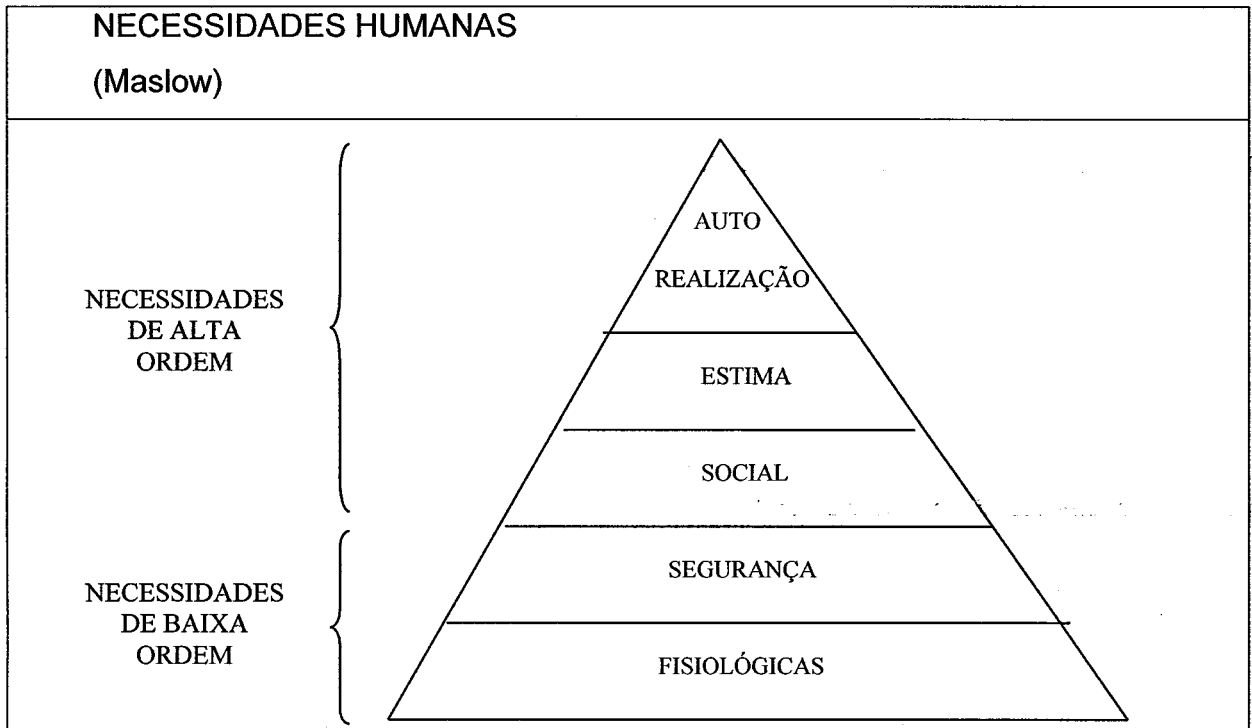 NECESSIDADES HUMANAS
(Maslow)
AUTO
REALIZAÇÃO
NECESSIDADES
DE ALTA
ORDEM
ESTIMA
SOCIAL
SEGURANÇA
NECESSIDADES
DE BAIXA
ORDEM
FISIOLÓGICAS